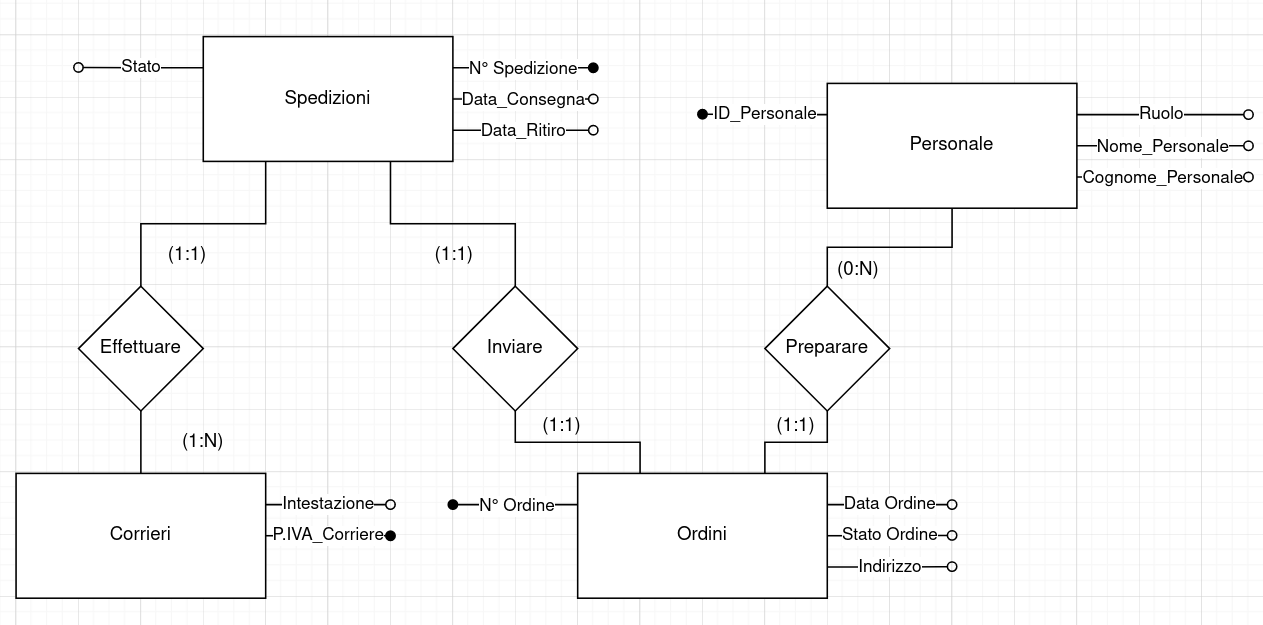 Stato
Spedizioni
N° Spedizione
Data_Consegna
Data_Ritiro
ID_Personale
Personale
Ruolo
Nome_Personale
Cognome_Personale
(1:1)
(1:1)
(0:N)
Effettuare
Inviare
Preparare
(1:N)
(1:1)
(1:1)
Corrieri
Intestazione
P.IVA_Corriere
N° Ordine
Ordini
Data Ordine
Stato Ordine
Indirizzo